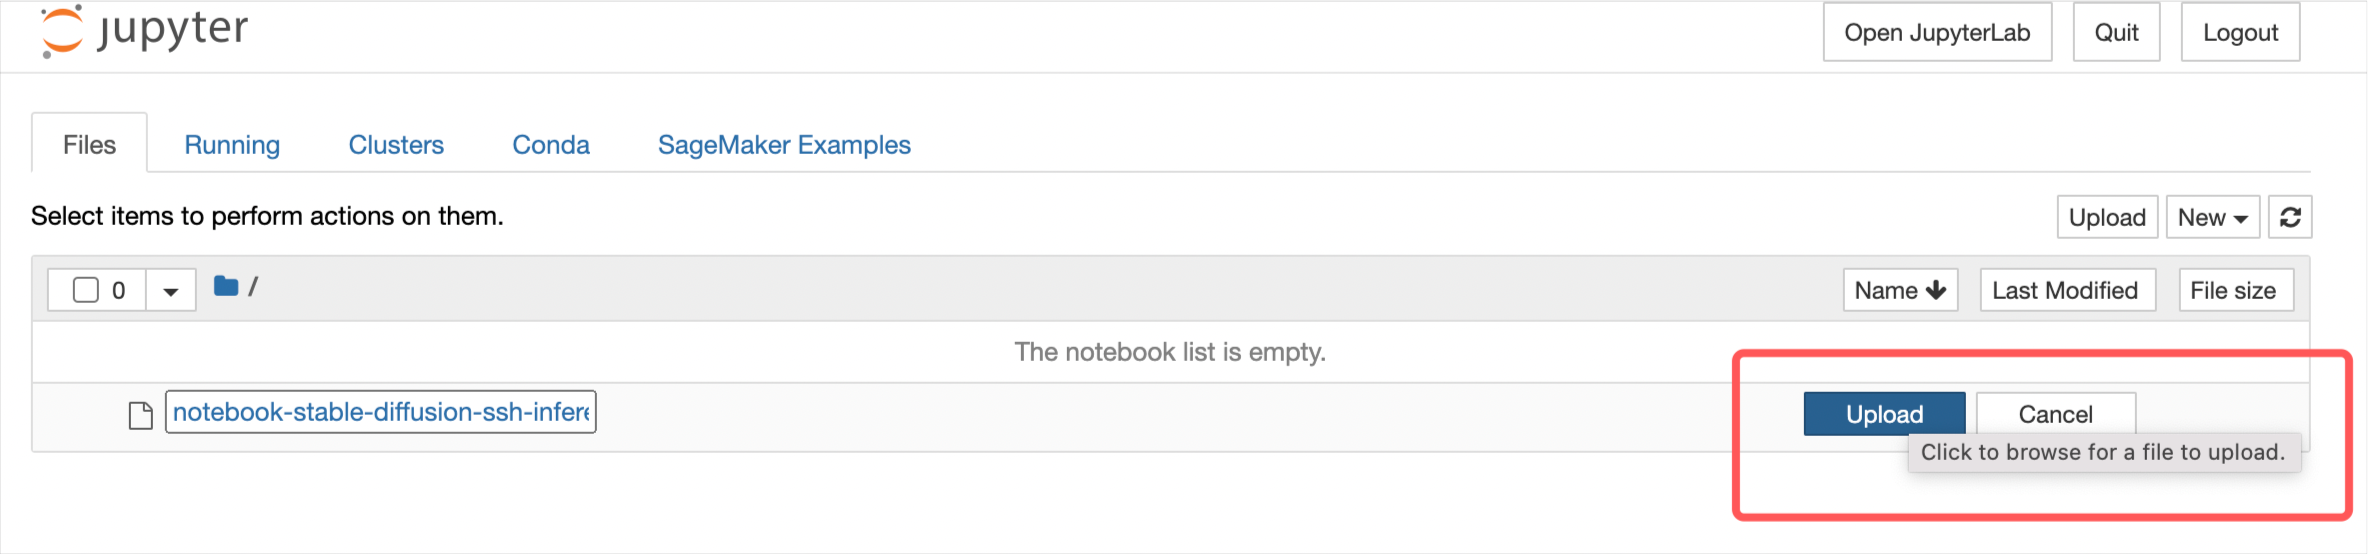 jupyter
Open JupyterLab
Quit
Logout
Files
Running
Clusters
Conda
SageMaker Examples
Select items to perform actions on them.
Upload
New
0
/
Name
Last Modified
File size
The notebook list is empty.
notebook-stable-diffusion-ssh-infere
Upload
Cancel
Click to browse for a file to upload.